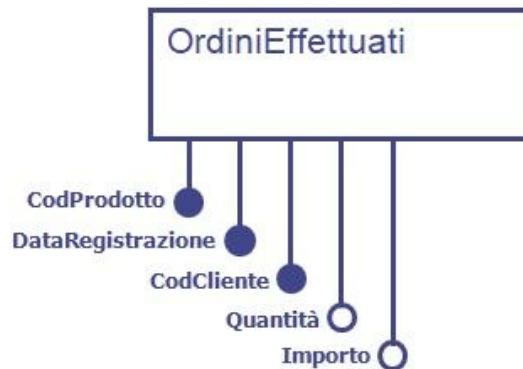 OrdiniEffettuati
CodProdotto
DataRegistrazione
CodCliente
Quantità
Importo